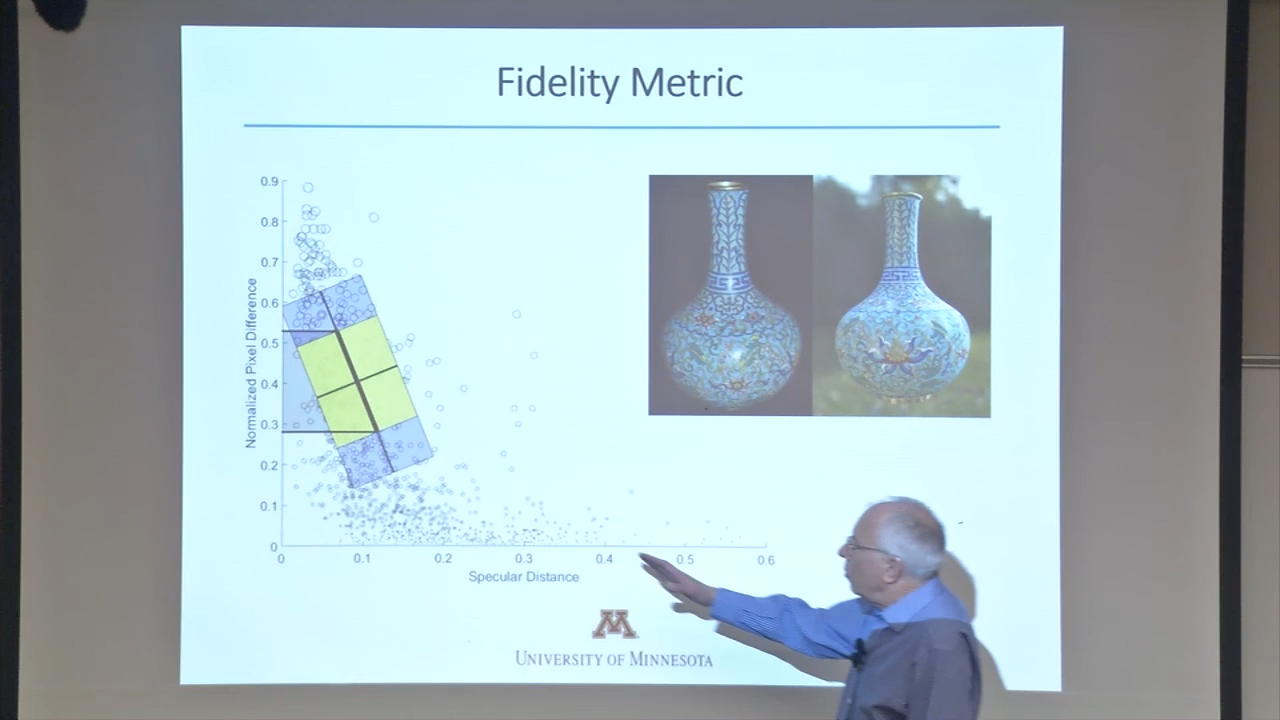 Fidelity Metric
0.9
0.8
0.7
0.6
0.5
0.4
0.3
0.2
0.1
0
Normalized Pixel Difference
0 0.1 0.2 0.3 0.4 0.5 0.6
Specular Distance
M
UNIVERSITY OF MINNESOTA